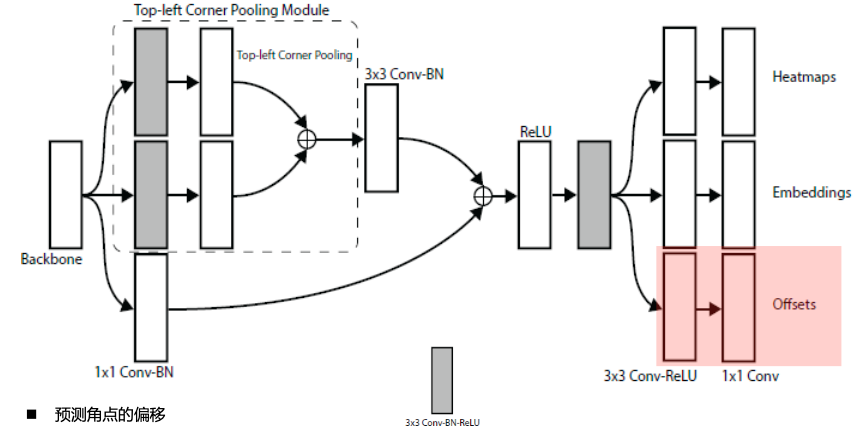 Top-left Corner Pooling Module
Top-left Corner Pooling
3x3 Conv-BN
Heatmaps
ReLU
Embeddings
Backbone
Offsets
1x1 Conv-BN
3x3 Conv-ReLU
1x1 Conv
预测角点的偏移
3x3 Conv-BN-ReLU